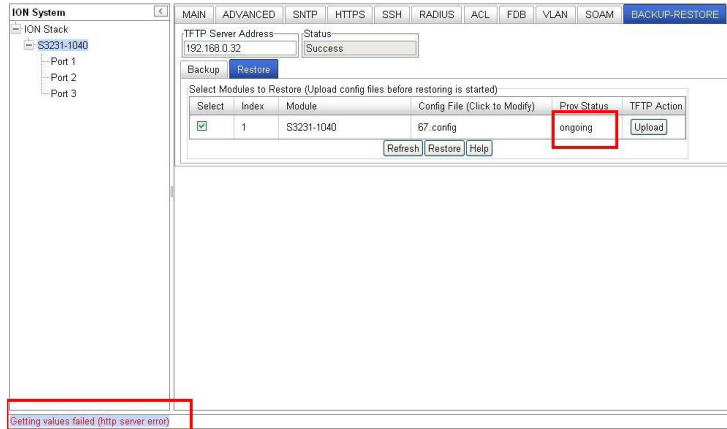 ION System <
ION Stack
S3231-1040
Port 1
Port 2
Port 3
MAIN ADVANCED SNTP HTTPS SSH RADIUS ACL FDB VLAN SOAM BACKUP-RESTORE
TFTP Server Address Status
192.168.0.32 Success
Backup Restore
Select Modules to Restore (Upload config files before restoring is started)
Select Index Module Config File (Click to Modify) Prov Status TFTP Action
1 S3231-1040 67.config ongoing Upload
Refresh Restore Help
Getting values failed (http server error)